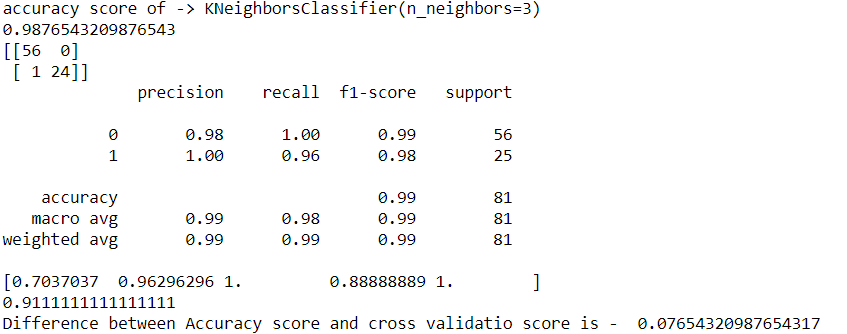 accuracy score of -> KNeighborsClassifier(n_neighbors=3)
0.9876543209876543
[[56  0]
 [ 1 24]]
              precision    recall  f1-score   support

           0       0.98      1.00      0.99        56
           1       1.00      0.96      0.98        25

    accuracy                           0.99        81
   macro avg       0.99      0.98      0.99        81
weighted avg       0.99      0.99      0.99        81

[0.7037037  0.96296296 1.         0.88888889 1.        ]
0.9111111111111111
Difference between Accuracy score and cross validatio score is -  0.07654320987654317